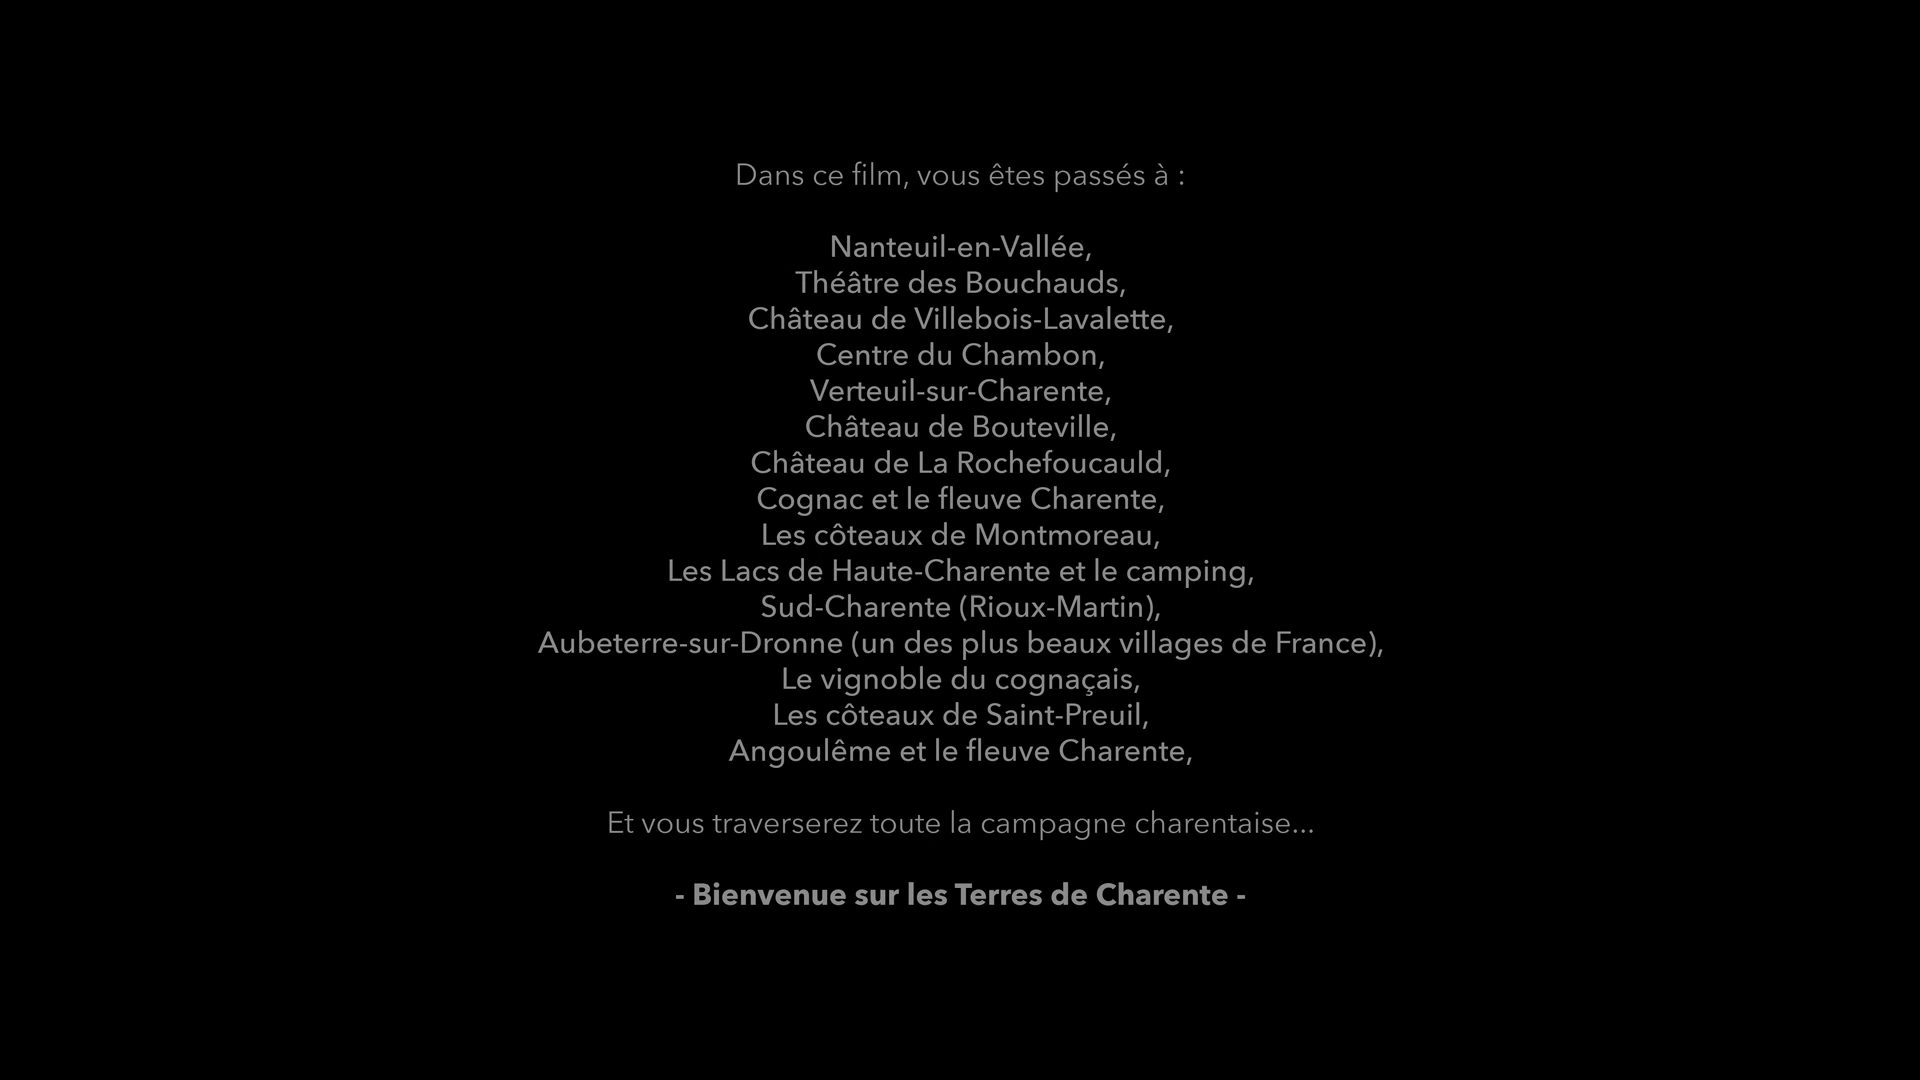 Dans ce film, vous êtes passés à :
Nanteuil-en-Vallée,
Théâtre des Bouchauds,
Château de Villebois-Lavalette,
Centre du Chambon,
Verteuil-sur-Charente,
Château de Bouteville,
Château de La Rochefoucauld,
Cognac et le fleuve Charente,
Les côteaux de Montmoreau,
Les Lacs de Haute-Charente et le camping,
Sud-Charente (Rioux-Martin),
Aubeterre-sur-Dronne (un des plus beaux villages de France),
Le vignoble du cognaçais,
Les côteaux de Saint-Preuil,
Angoulême et le fleuve Charente,
Et vous traverserez toute la campagne charentaise...
- Bienvenue sur les Terres de Charente -